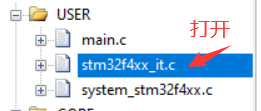 USER
打开
main.c
stm32f4xx_it.c
system_stm32f4xx.c